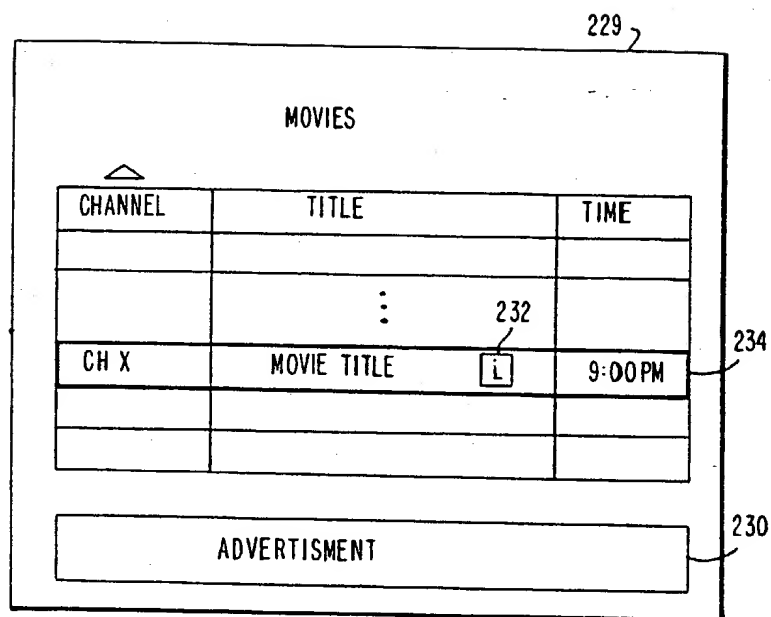 229
MOVIES
CHANNEL TITLE TIME
232
CH X MOVIE TITLE i 9:00PM
234
ADVERTISMENT
230